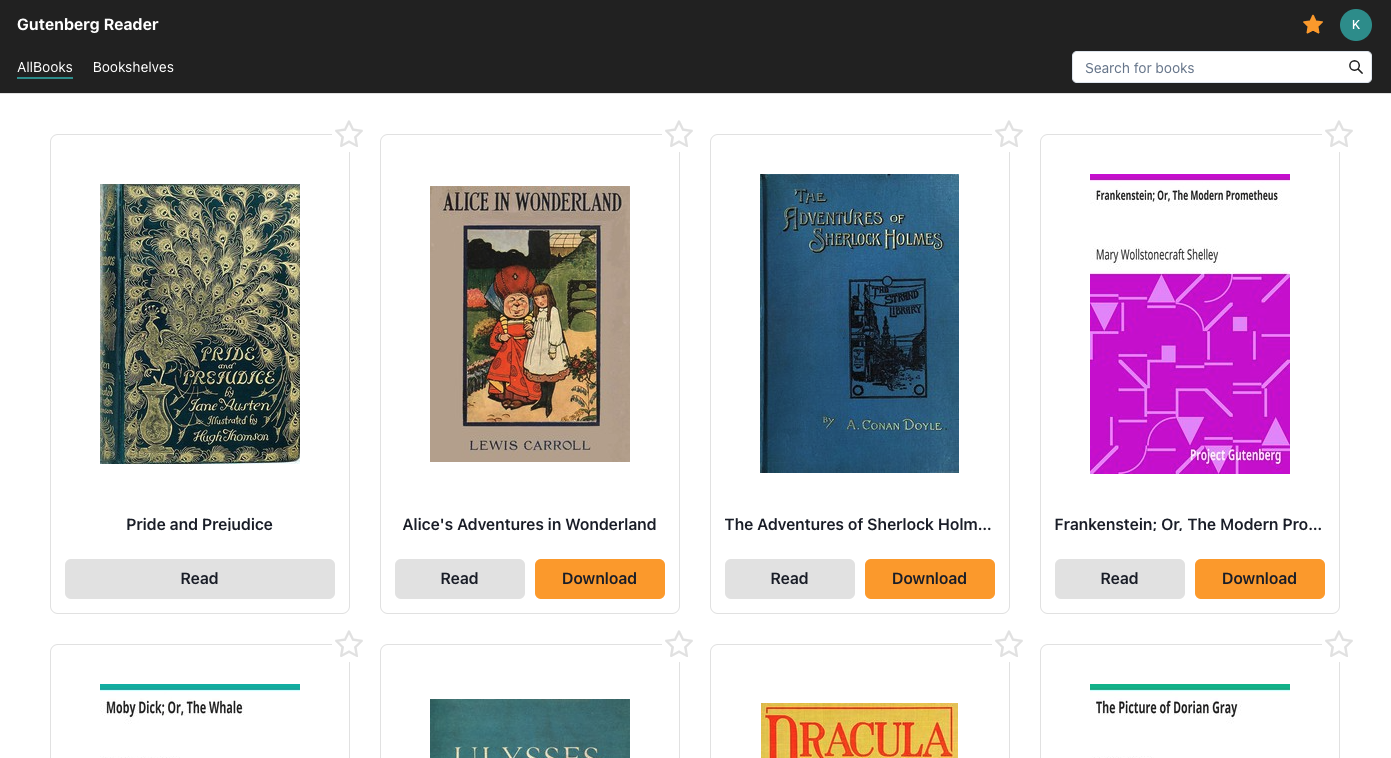 Gutenberg Reader
K
AllBooks
Bookshelves
Search for books
PRIDE
and
PREJUDICE
by
Jane Austen
Illustrated by
Hugh Thomson
Pride and Prejudice
Read
ALICE IN WONDERLAND
LEWIS CARROLL
Alice's Adventures in Wonderland
Read
Download
THE
ADVENTURES OF
SHERLOCK HOLMES
THE STRAND
LIBRARY
BY A. CONAN DOYLE
The Adventures of Sherlock Holm...
Read
Download
Frankenstein; Or, The Modern Prometheus
Mary Wollstonecraft Shelley
Project Gutenberg
Frankenstein; Or, The Modern Pro...
Read
Download
Moby Dick; Or, The Whale
ULYSSES
DRACULA
The Picture of Dorian Gray